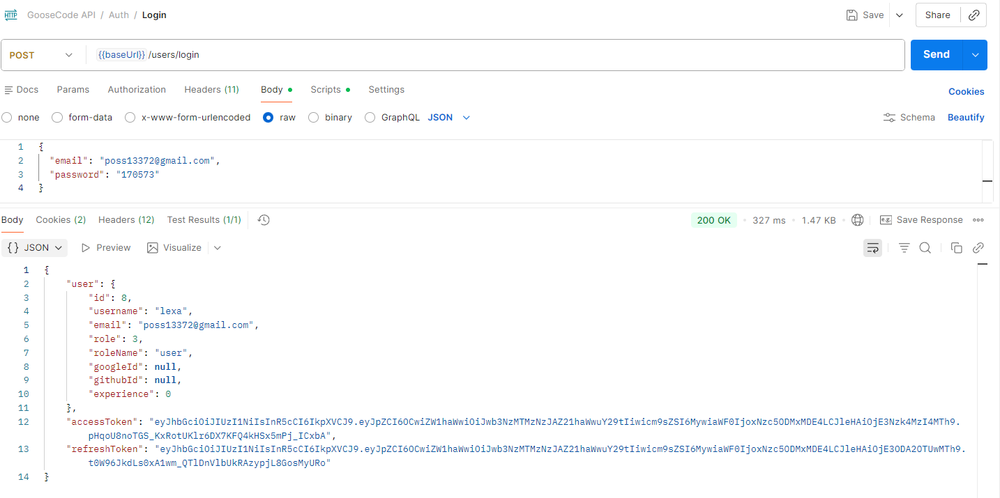 HTTP GooseCode API / Auth / Login Save Share
POST {{baseUrl}} /users/login Send
Docs Params Authorization Headers (11) Body Scripts Settings Cookies
none form-data x-www-form-urlencoded raw binary GraphQL JSON Schema Beautify
1 {
2 "email": "poss13372@gmail.com",
3 "password": "170573"
4 }
Body Cookies (2) Headers (12) Test Results (1/1) 200 OK • 327 ms • 1.47 KB • e.g. Save Response
{} JSON Preview Visualize
1 {
2 "user": {
3 "id": 8,
4 "username": "lexa",
5 "email": "poss13372@gmail.com",
6 "role": 3,
7 "roleName": "user",
8 "googleId": null,
9 "githubId": null,
10 "experience": 0
11 },
12 "accessToken": "eyJhbGciOiJIUzI1NiIsInR5cCI6IkpXVCJ9.eyJpZCI6OCwiZW1haWwiOiJwb3NzMTMzNzJAZ21haWwuY29tIiwicm9sZSI6MywiaWF0IjoxNzc5ODMxMDE4LCJleHAiOjE3Nzk4MzI4MTh9.
pHqoU8noTGS_KxRotUKlr6DX7KFQ4kHSx5mPj_ICxbA",
13 "refreshToken": "eyJhbGciOiJIUzI1NiIsInR5cCI6IkpXVCJ9.eyJpZCI6OCwiZW1haWwiOiJwb3NzMTMzNzJAZ21haWwuY29tIiwicm9sZSI6MywiaWF0IjoxNzc5ODMxMDE4LCJleHAiOjE3ODA2OTUwMTh9.
t0W96JkdLs0xA1wm_QTlDnVlbUkRAzypjL8GosMyURo"
14 }